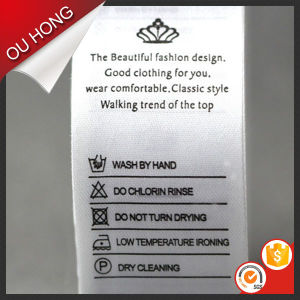 OU HONG
The Beautiful fashion design.
Good clothing for you,
wear comfortable.Classic style
Walking trend of the top
WASH BY HAND
DO CHLORIN RINSE
DO NOT TURN DRYING
LOW TEMPERATURE IRONING
P DRY CLEANING
SGS
$